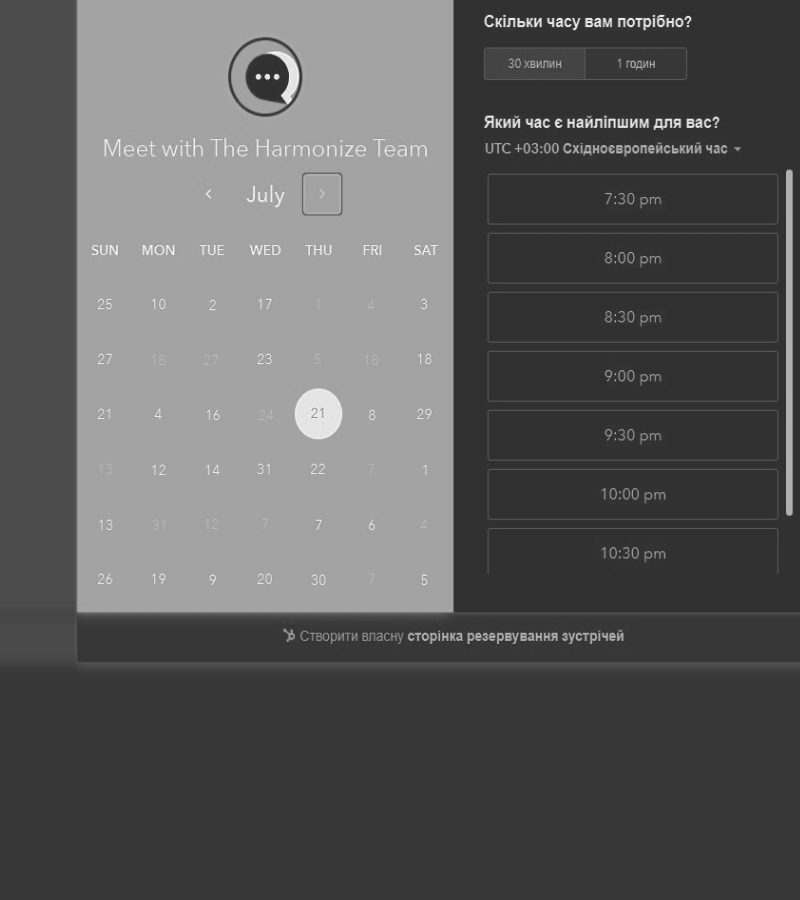 Meet with The Harmonize Team
July
SUN MON TUE WED THU FRI SAT
25 10 2 17 1 4 3
27 18 27 23 5 18 18
21 4 16 24 21 8 29
13 12 14 31 22 7 1
13 31 12 7 7 6 4
26 19 9 20 30 7 5
Скільки часу вам потрібно?
30 хвилин 1 годин
Який час є найліпшим для вас?
UTC +03:00 Східноєвропейський час
7:30 pm
8:00 pm
8:30 pm
9:00 pm
9:30 pm
10:00 pm
10:30 pm
Створити власну сторінка резервування зустрічей